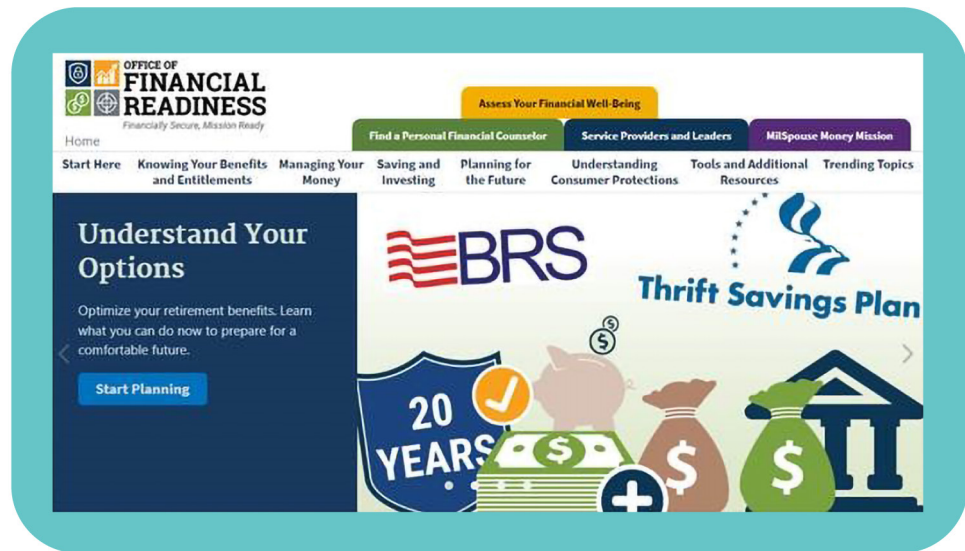 OFFICE OF
FINANCIAL
READINESS
Financially Secure, Mission Ready
Home
Assess Your Financial Well-Being
Find a Personal Financial Counselor
Service Providers and Leaders
MilSpouse Money Mission
Start Here
Knowing Your Benefits
and Entitlements
Managing Your
Money
Saving and
Investing
Planning for
the Future
Understanding
Consumer Protections
Tools and Additional
Resources
Trending Topics
Understand Your
Options
Optimize your retirement benefits. Learn
what you can do now to prepare for a
comfortable future.
Start Planning
BRS
Thrift Savings Plan
20
YEARS
$
$
$
$
$